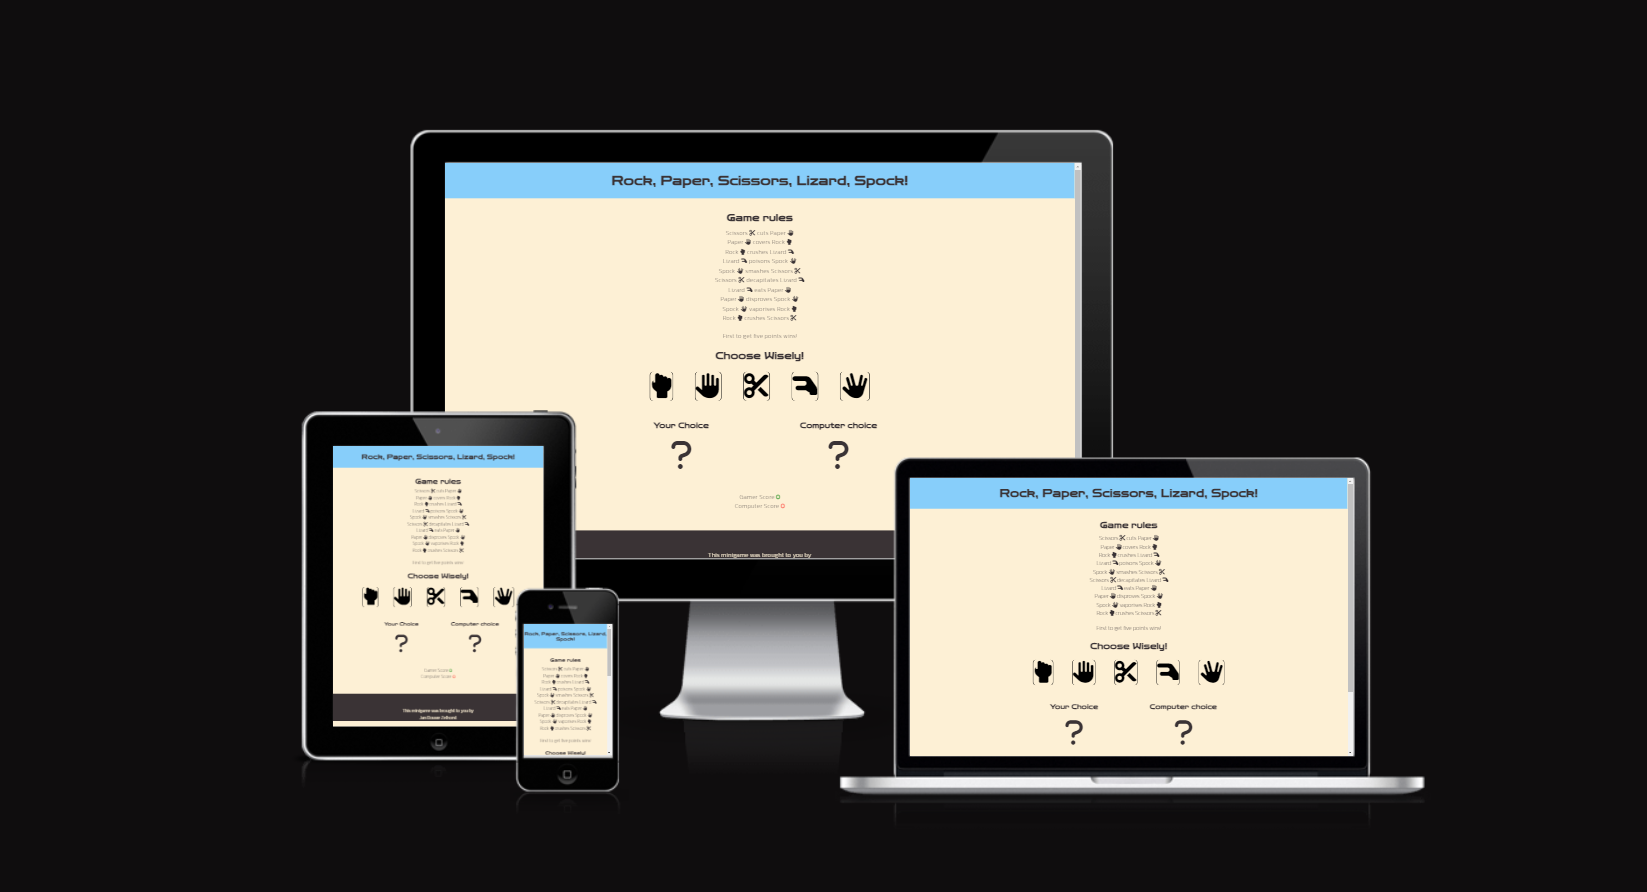 Rock, Paper, Scissors, Lizard, Spock!
Game rules
Scissors cuts Paper
Paper covers Rock
Rock crushes Lizard
Lizard poisons Spock
Spock smashes Scissors
Scissors decapitates Lizard
Lizard eats Paper
Paper disproves Spock
Spock vaporises Rock
Rock crushes Scissors
First to get five points wins!
Choose Wisely!
Your Choice Computer choice
? ?
Gamer Score 0
Computer Score 0
This minigame was brought to you by
Rock, Paper, Scissors, Lizard, Spock!
Game rules
Scissors cuts Paper
Paper covers Rock
Rock crushes Lizard
Lizard poisons Spock
Spock smashes Scissors
Scissors decapitates Lizard
Lizard eats Paper
Paper disproves Spock
Spock vaporises Rock
Rock crushes Scissors
First to get five points wins!
Choose Wisely!
Your Choice Computer choice
? ?
Gamer Score
Computer Score
This minigame was brought to you by
Rock, Paper, Scissors, Lizard,
Spock!
Game rules
Scissors cuts Paper
Paper covers Rock
Rock crushes Lizard
Lizard poisons Spock
Spock smashes Scissors
Scissors decapitates Lizard
Lizard eats Paper
Paper disproves Spock
Spock vaporises Rock
Rock crushes Scissors
First to get five points wins!
Choose Wisely!
Rock, Paper, Scissors, Lizard, Spock!
Game rules
Scissors cuts Paper
Paper covers Rock
Rock crushes Lizard
Lizard poisons Spock
Spock smashes Scissors
Scissors decapitates Lizard
Lizard eats Paper
Paper disproves Spock
Spock vaporises Rock
Rock crushes Scissors
First to get five points wins!
Choose Wisely!
Your Choice Computer choice
? ?